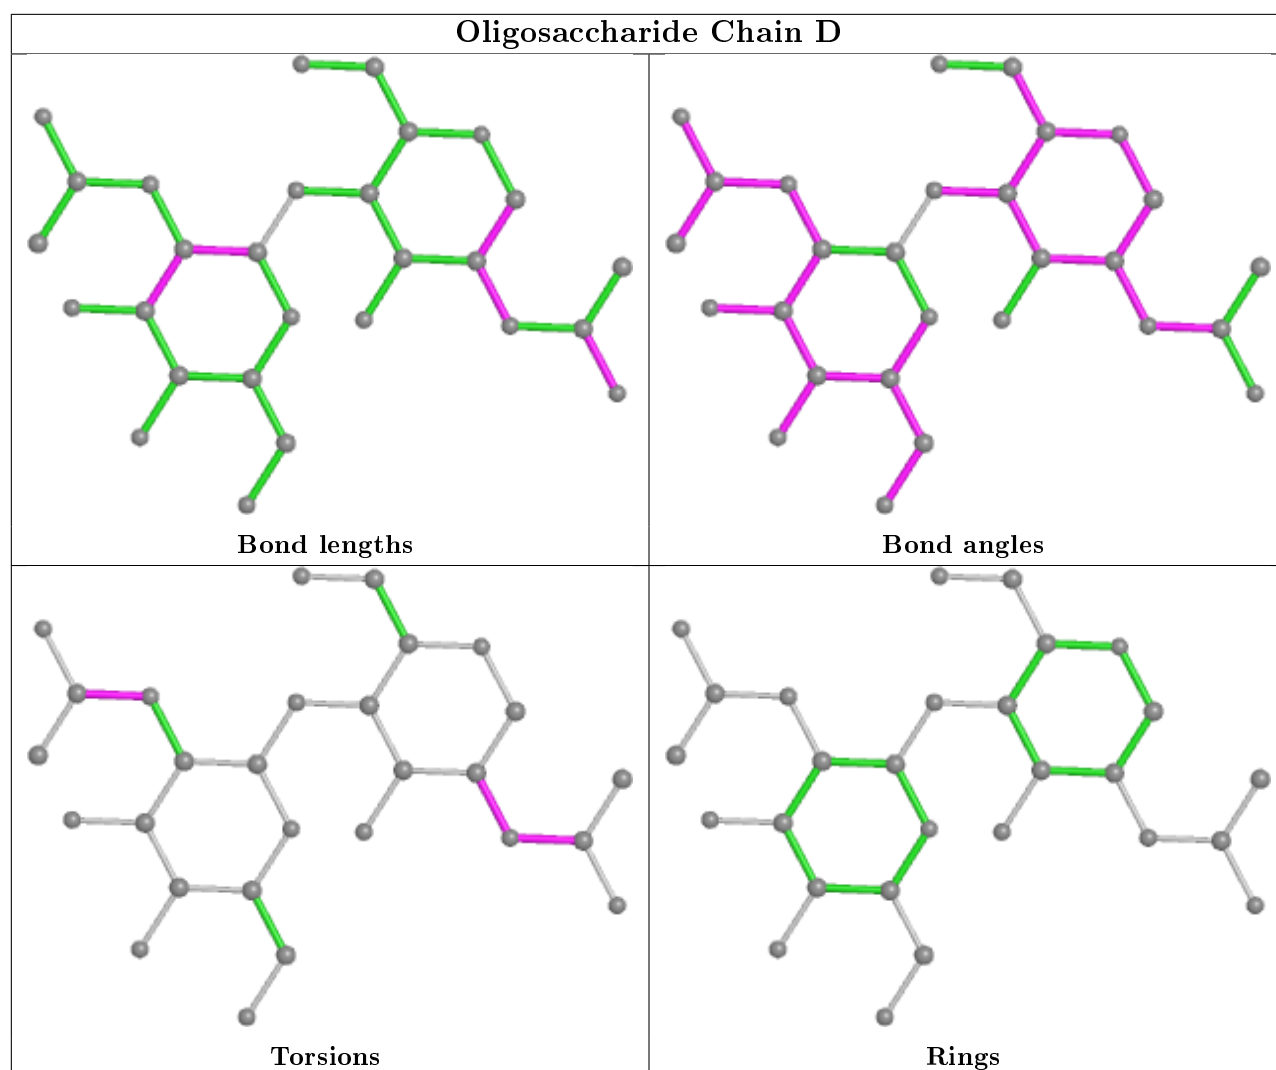 Oligosaccharide Chain D
Bond lengths
Bond angles
Torsions
Rings